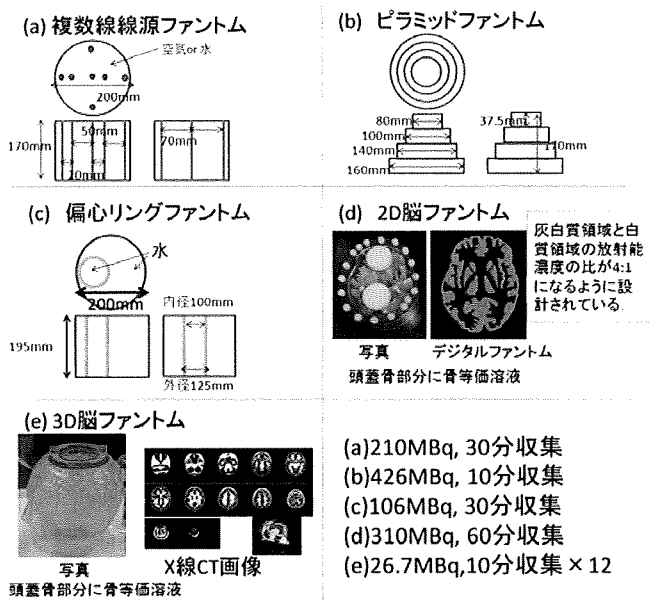 (a) 複数線線源ファントム
空気or 水
200mm
50mm
170mm
70mm
20mm
(b) ピラミッドファントム
80mm
37.5mm
100mm
140mm
110mm
160mm
(c) 偏心リングファントム
水
200mm
内径100mm
195mm
外径125mm
(d) 2D脳ファントム
灰白質領域と白
質領域の放射能
濃度の比が4:1
になるように設
計されている.
写真
デジタルファントム
頭蓋骨部分に骨等価溶液
(e) 3D脳ファントム
写真
X線CT画像
頭蓋骨部分に骨等価溶液
(a)210MBq, 30分収集
(b)426MBq, 10分収集
(c)106MBq, 30分収集
(d)310MBq, 60分収集
(e)26.7MBq,10分収集×12